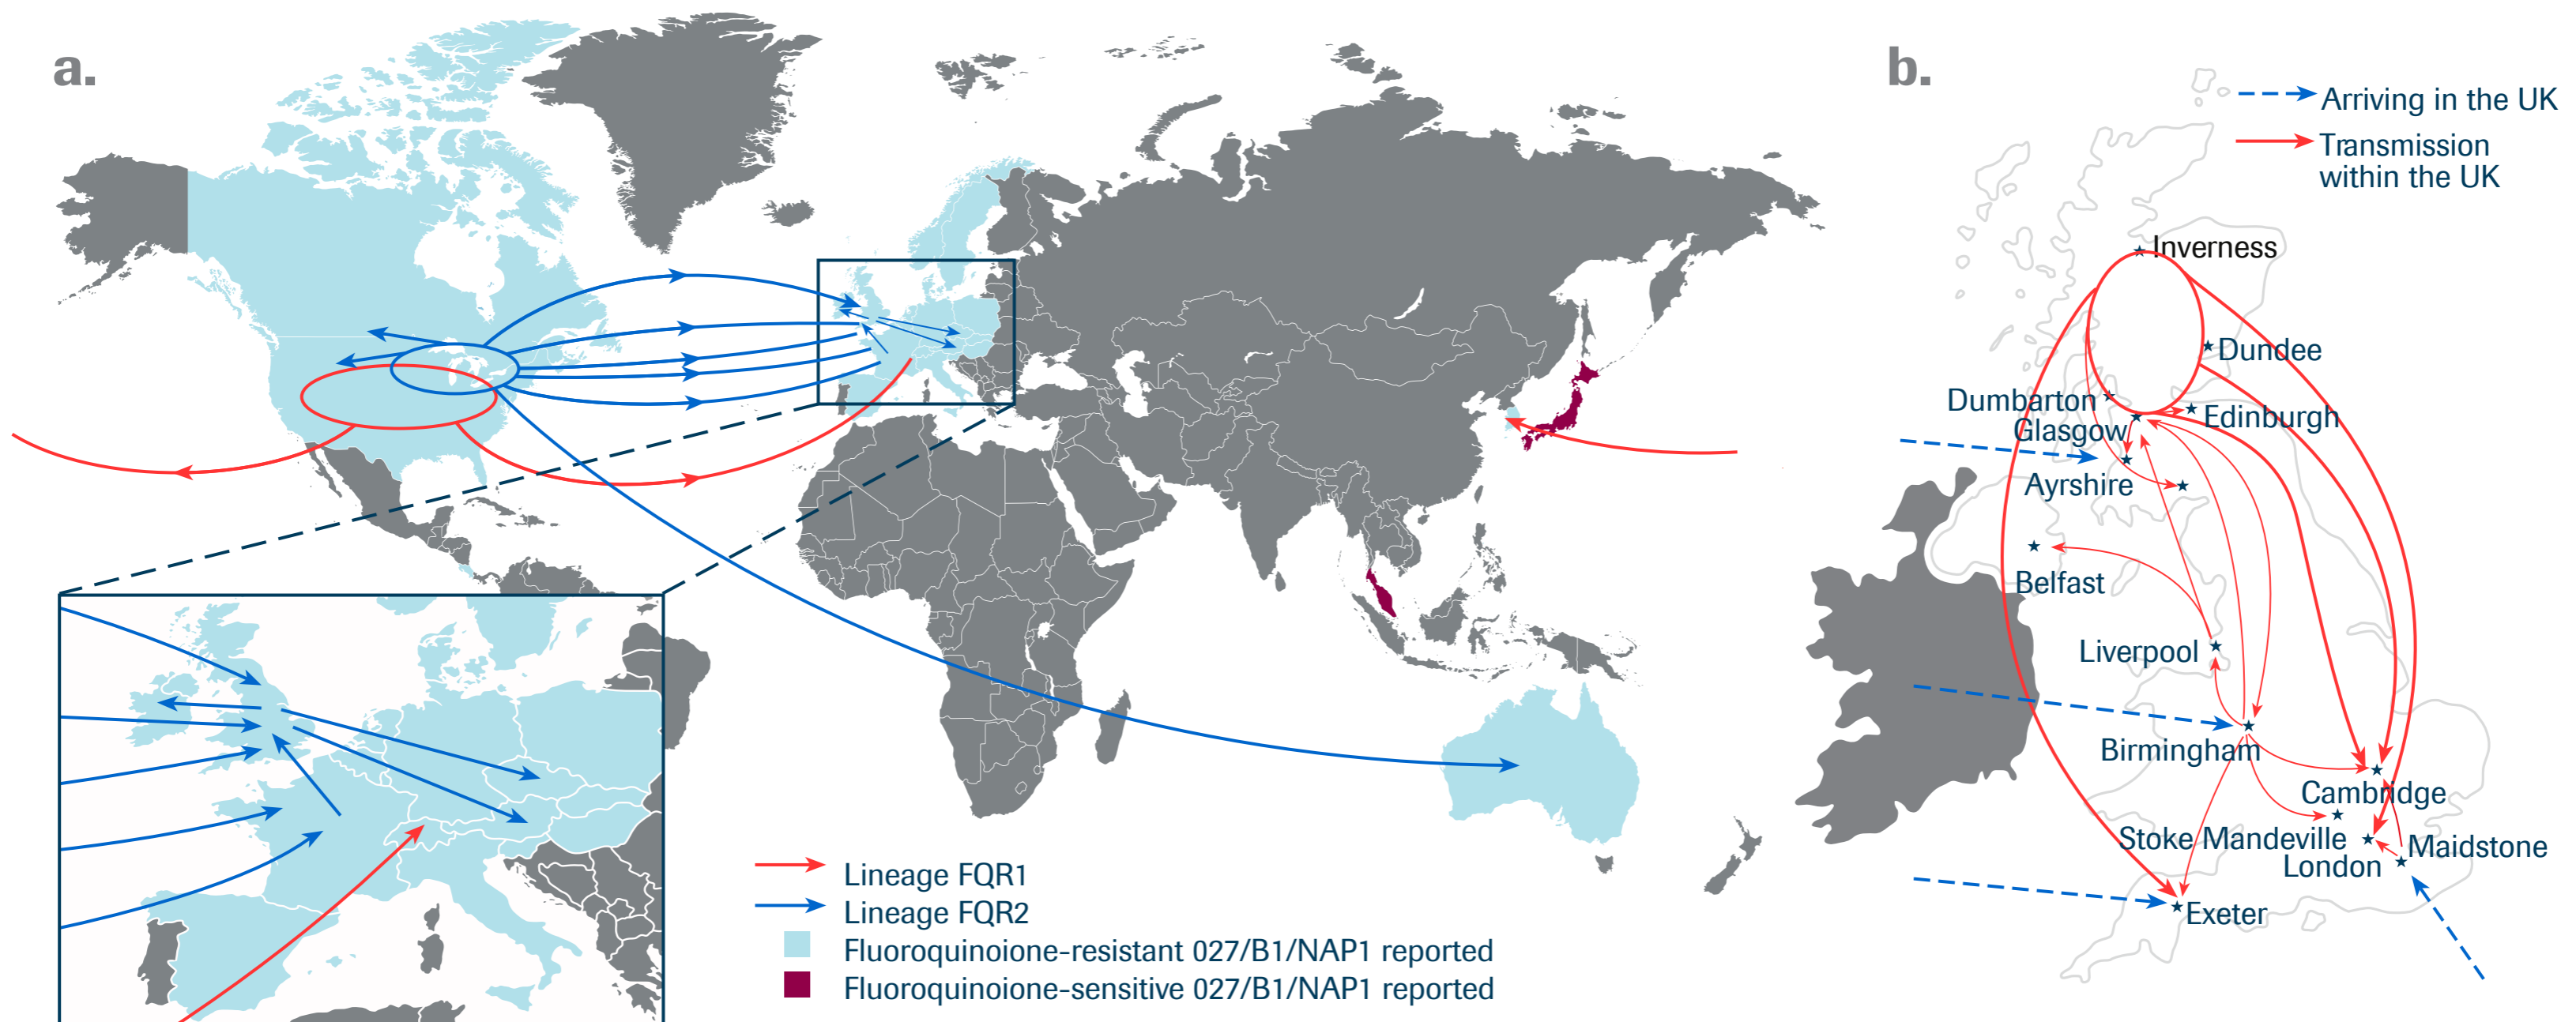 a.
Lineage FQR1
Lineage FQR2
Fluoroquinoione-resistant 027/B1/NAP1 reported
Fluoroquinoione-sensitive 027/B1/NAP1 reported
b.
Arriving in the UK
Transmission
within the UK
Inverness
Dundee
Dumbarton
Edinburgh
Glasgow
Ayrshire
Belfast
Liverpool
Birmingham
Cambridge
Stoke Mandeville
Maidstone
London
Exeter